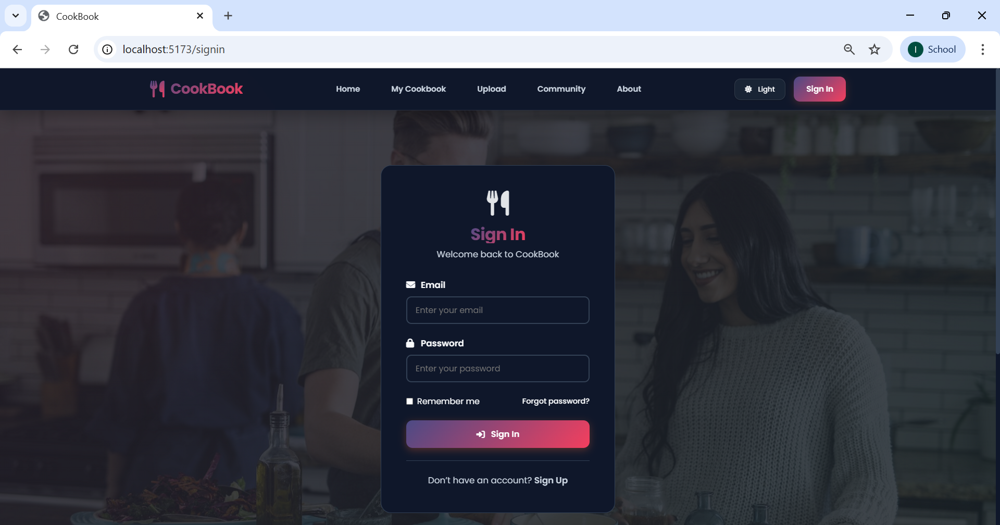 CookBook
localhost:5173/signin
I School
CookBook
Home My Cookbook Upload Community About Light Sign In
Sign In
Welcome back to CookBook
Email
Enter your email
Password
Enter your password
Remember me Forgot password?
Sign In
Don’t have an account? Sign Up